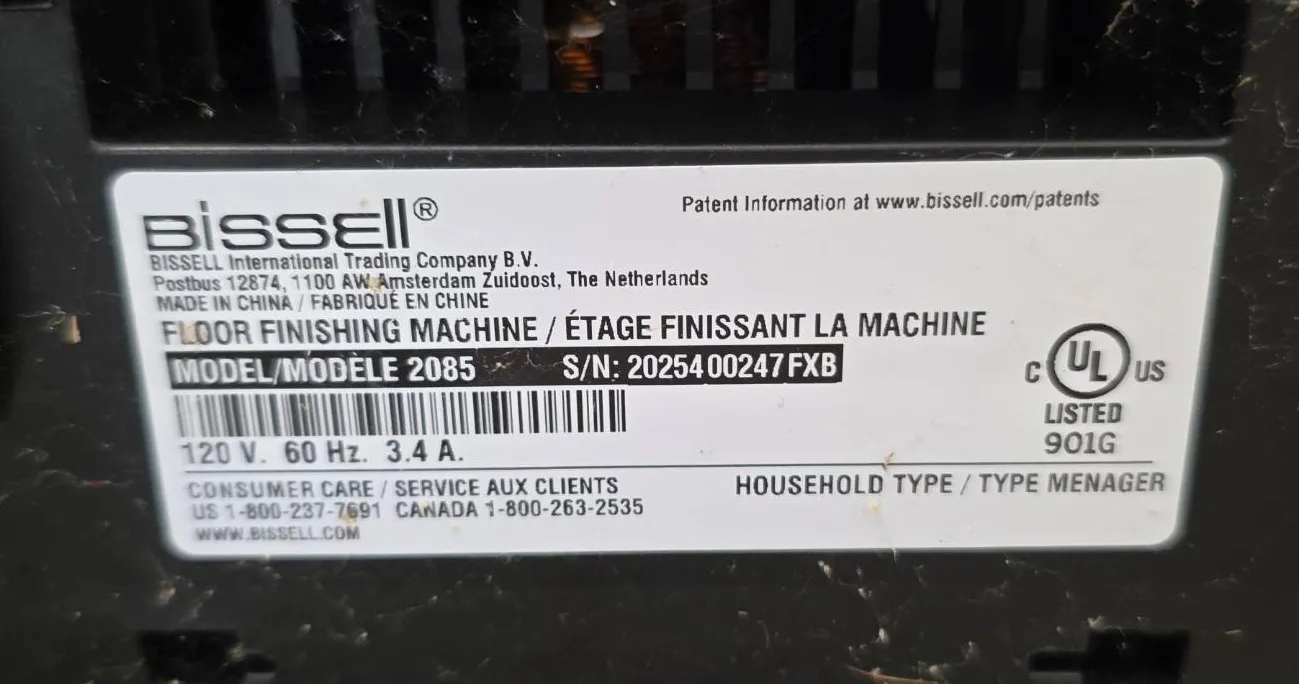 BISSELL®
Patent Information at www.bissell.com/patents
BISSELL International Trading Company B.V.
Postbus 12874, 1100 AW Amsterdam Zuidoost, The Netherlands
MADE IN CHINA / FABRIQUÉ EN CHINE
FLOOR FINISHING MACHINE / ÉTAGE FINISSANT LA MACHINE
MODEL/MODÈLE 2085 S/N: 2025400247FXB
C UL US
LISTED
901G
120 V. 60 Hz. 3.4 A.
CONSUMER CARE / SERVICE AUX CLIENTS
US 1-800-237-7691 CANADA 1-800-263-2535
WWW.BISSELL.COM
HOUSEHOLD TYPE / TYPE MENAGER